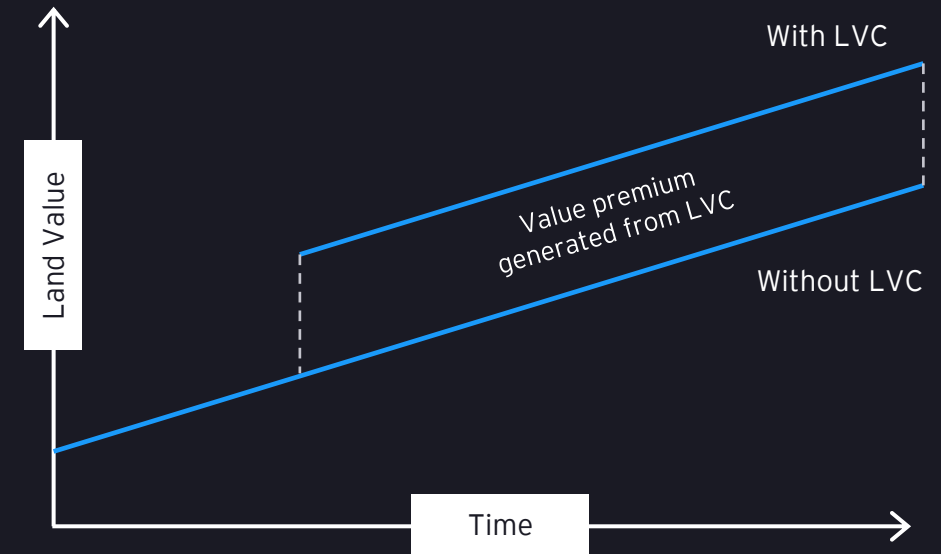 With LVC
Land Value
Value premium
generated from LVC
Without LVC
Time